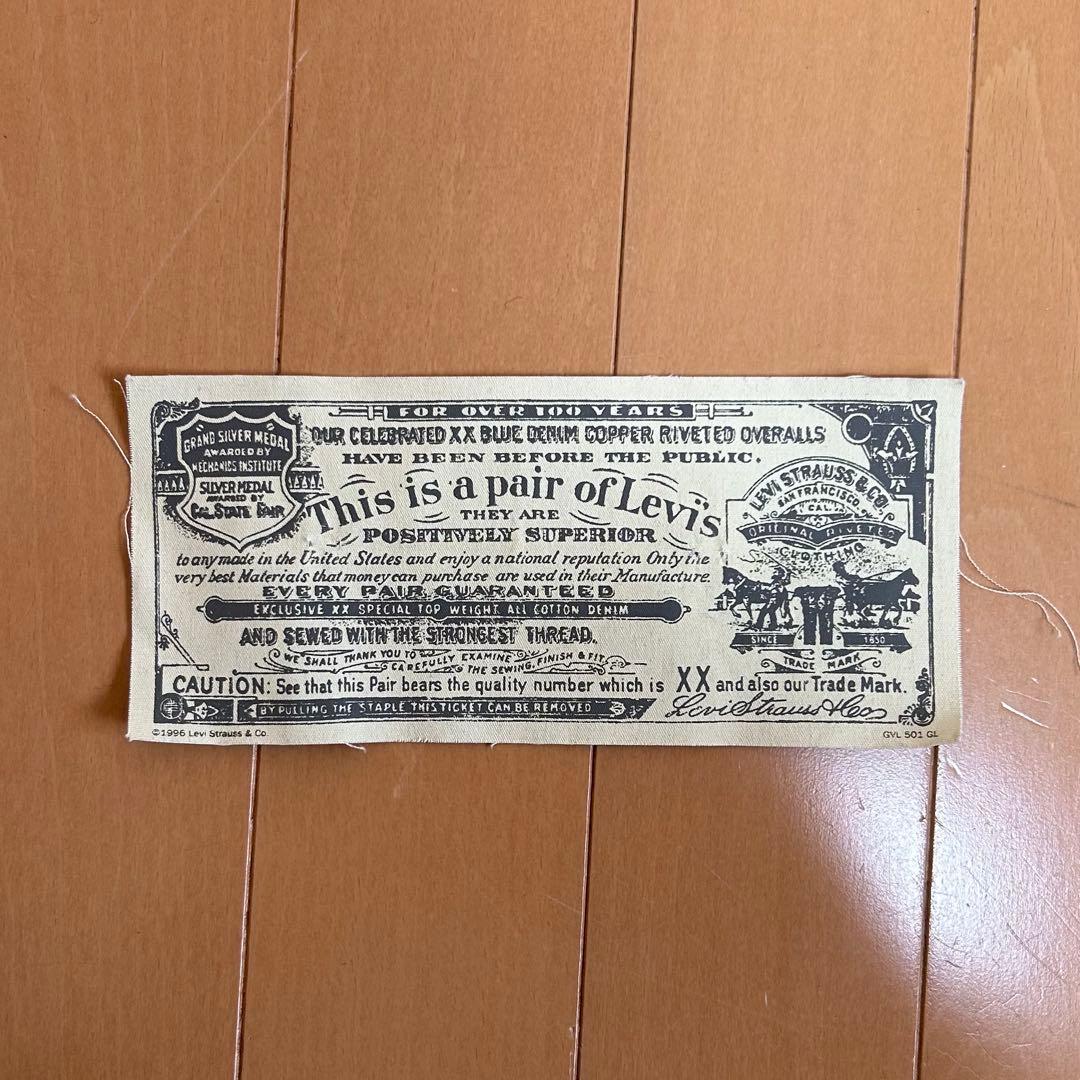 FOR OVER 100 YEARS
OUR CELEBRATED XX BLUE DENIM COPPER RIVETED OVERALLS
HAVE BEEN BEFORE THE PUBLIC.
GRAND SILVER MEDAL
AWARDED BY
MECHANICS INSTITUTE
SILVER MEDAL
AWARDED BY
CAL. STATE FAIR
This is a pair of Levi's
THEY ARE
POSITIVELY SUPERIOR
to any made in the United States and enjoy a national reputation Only the
very best Materials that money can purchase are used in their Manufacture.
EVERY PAIR GUARANTEED
EXCLUSIVE XX SPECIAL TOP WEIGHT ALL COTTON DENIM
AND SEWED WITH THE STRONGEST THREAD.
WE SHALL THANK YOU TO
CAREFULLY EXAMINE
THE SEWING, FINISH & FIT
LEVI STRAUSS & CO.
SAN FRANCISCO,
CAL.
ORIGINAL RIVETED
CLOTHING
SINCE 1850
TRADE MARK
CAUTION: See that this Pair bears the quality number which is XX and also our Trade Mark.
BY PULLING THE STAPLE THIS TICKET CAN BE REMOVED
Levi Strauss & Co
©1996 Levi Strauss & Co.
GVL 501 GL